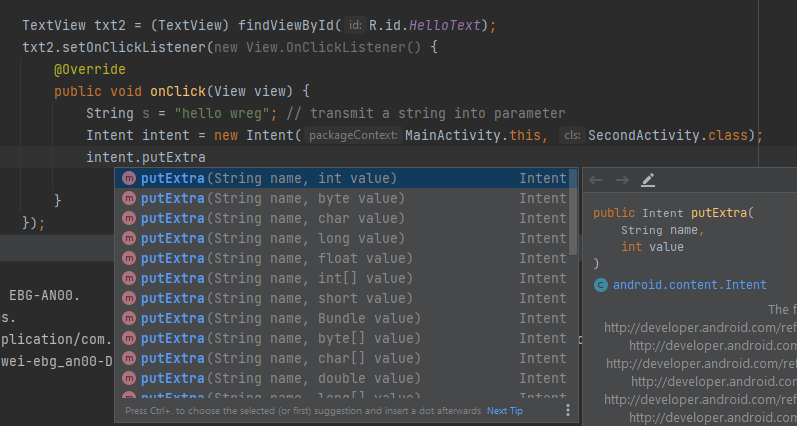 TextView txt2 = (TextView) findViewById( id: R.id.HelloText);
txt2.setOnClickListener(new View.OnClickListener() {
@Override
public void onClick(View view) {
String s = "hello wreg"; // transmit a string into parameter
Intent intent = new Intent( packageContext: MainActivity.this, cls: SecondActivity.class);
intent.putExtra
}
});
m putExtra(String name, int value) Intent
m putExtra(String name, byte value) Intent
m putExtra(String name, char value) Intent
m putExtra(String name, long value) Intent
m putExtra(String name, float value) Intent
m putExtra(String name, int[] value) Intent
m putExtra(String name, short value) Intent
m putExtra(String name, Bundle value) Intent
m putExtra(String name, byte[] value) Intent
m putExtra(String name, char[] value) Intent
m putExtra(String name, double value) Intent
m putExtra(String name, long[] value) Intent
Press Ctrl+. to choose the selected (or first) suggestion and insert a dot afterwards Next Tip
public Intent putExtra(
String name,
int value
)
C android.content.Intent
The f
http://developer.android.com/ref
http://developer.android.com.
http://developer.android.com/ref
http://developer.android.com
http://developer.android.com/ref
http://developer.android.com.
EBG-AN00.
s.
plication/com.
wei-ebg_an00-D